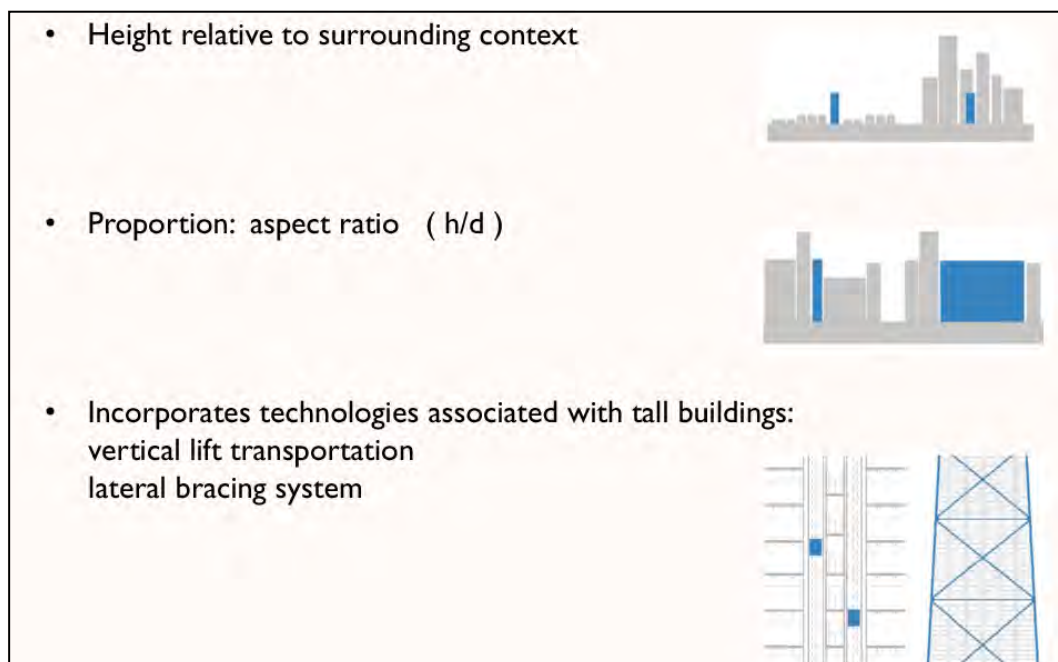 • Height relative to surrounding context
• Proportion: aspect ratio ( h/d )
• Incorporates technologies associated with tall buildings:
vertical lift transportation
lateral bracing system